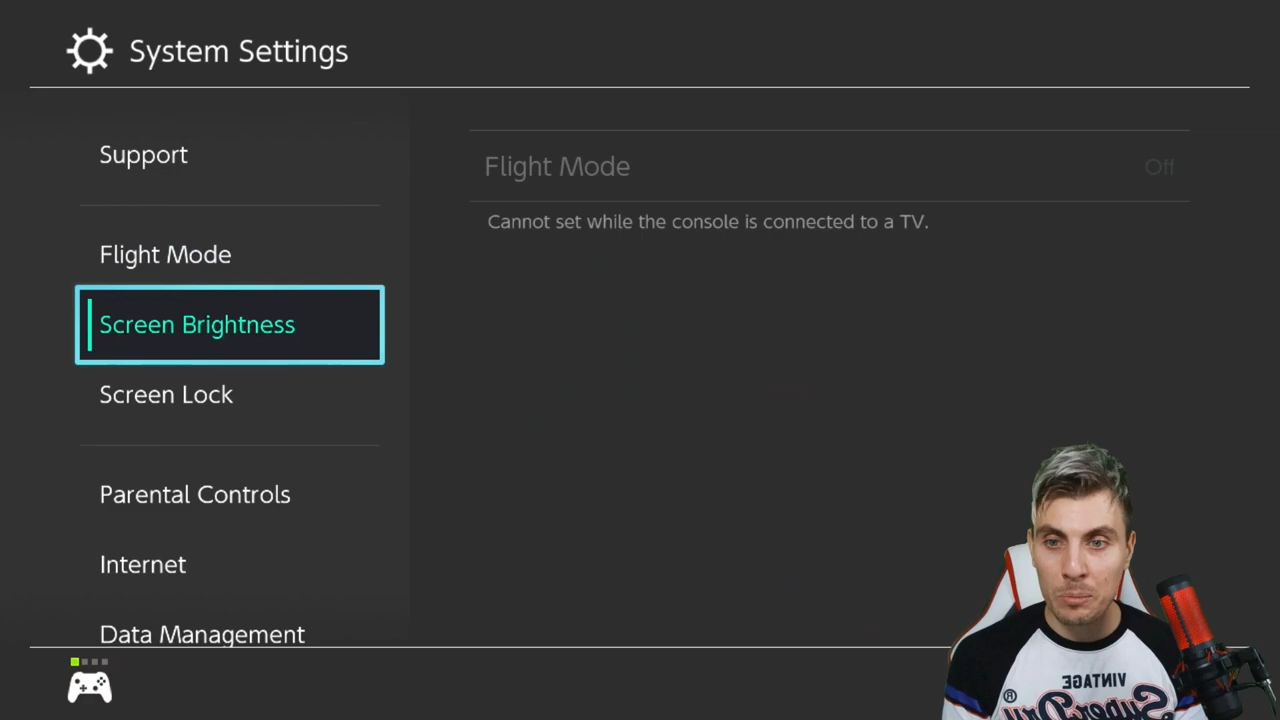 System Settings
Support
Flight Mode
Screen Brightness
Screen Lock
Parental Controls
Internet
Data Management
Flight Mode Off
Cannot set while the console is connected to a TV.
VINTAGE
®